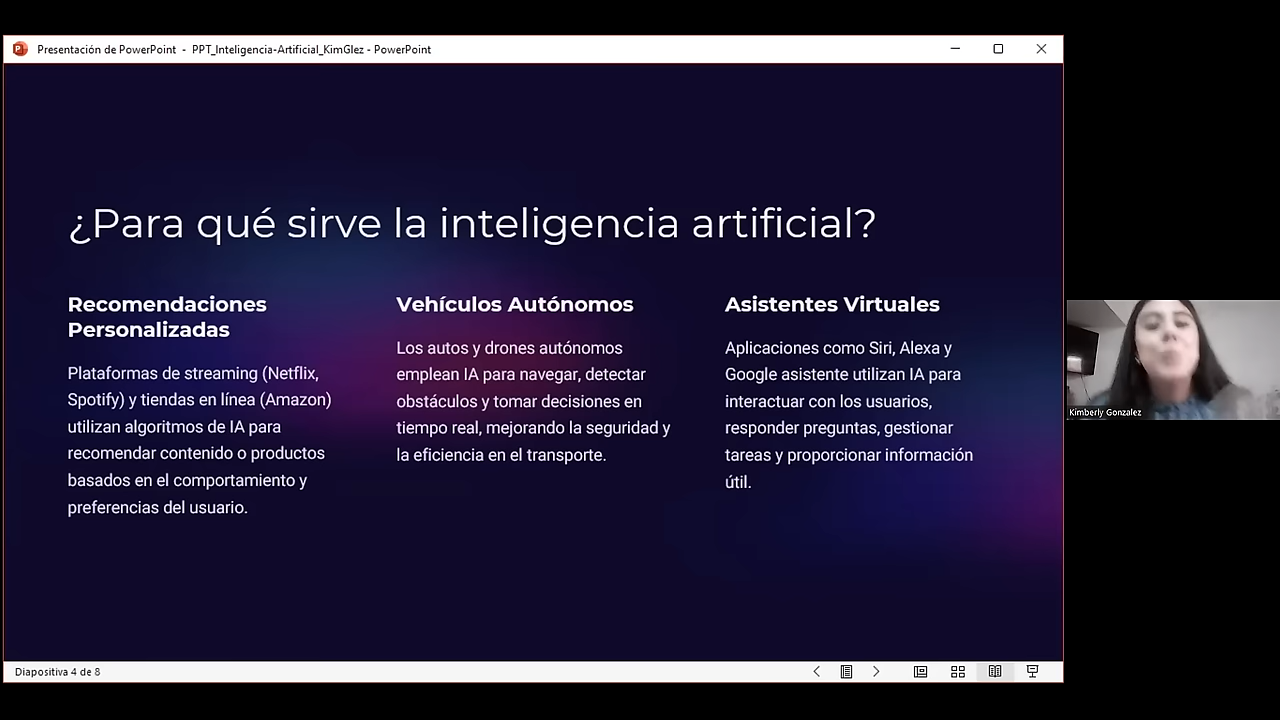 Presentación de PowerPoint - PPT_Inteligencia-Artificial_KimGlez - PowerPoint
¿Para qué sirve la inteligencia artificial?
Recomendaciones
Personalizadas
Plataformas de streaming (Netflix,
Spotify) y tiendas en línea (Amazon)
utilizan algoritmos de IA para
recomendar contenido o productos
basados en el comportamiento y
preferencias del usuario.
Vehículos Autónomos
Los autos y drones autónomos
emplean IA para navegar, detectar
obstáculos y tomar decisiones en
tiempo real, mejorando la seguridad y
la eficiencia en el transporte.
Asistentes Virtuales
Aplicaciones como Siri, Alexa y
Google asistente utilizan IA para
interactuar con los usuarios,
responder preguntas, gestionar
tareas y proporcionar información
útil.
Kimberly Gonzalez
Diapositiva 4 de 8